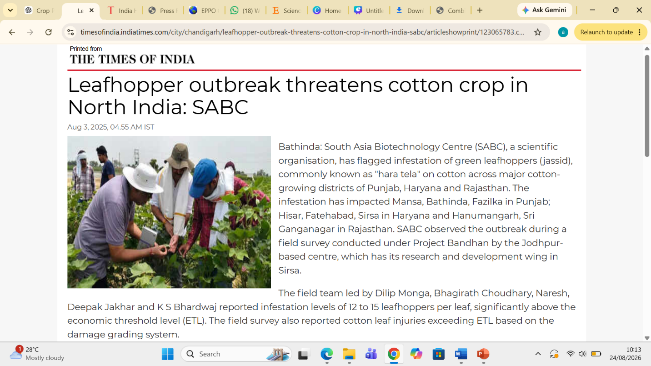 Crop
Lo
India
Press
EPPO
(18) W
Scien
Home
Untitl
Down
Comb
Ask Gemini
timesofindia.indiatimes.com/city/chandigarh/leafhopper-outbreak-threatens-cotton-crop-in-north-india-sabc/articleshowprint/123065783.c...
Relaunch to update
Printed from
THE TIMES OF INDIA
Leafhopper outbreak threatens cotton crop in
North India: SABC
Aug 3, 2025, 04.55 AM IST
Bathinda: South Asia Biotechnology Centre (SABC), a scientific
organisation, has flagged infestation of green leafhoppers (jassid),
commonly known as "hara tela" on cotton across major cotton-
growing districts of Punjab, Haryana and Rajasthan. The
infestation has impacted Mansa, Bathinda, Fazilka in Punjab;
Hisar, Fatehabad, Sirsa in Haryana and Hanumangarh, Sri
Ganganagar in Rajasthan. SABC observed the outbreak during a
field survey conducted under Project Bandhan by the Jodhpur-
based centre, which has its research and development wing in
Sirsa.
The field team led by Dilip Monga, Bhagirath Choudhary, Naresh,
Deepak Jakhar and K S Bhardwaj reported infestation levels of 12 to 15 leafhoppers per leaf, significantly above the
economic threshold level (ETL). The field survey also reported cotton leaf injuries exceeding ETL based on the
damage grading system.
1
28°C
Mostly cloudy
Search
10:13
24/08/2026